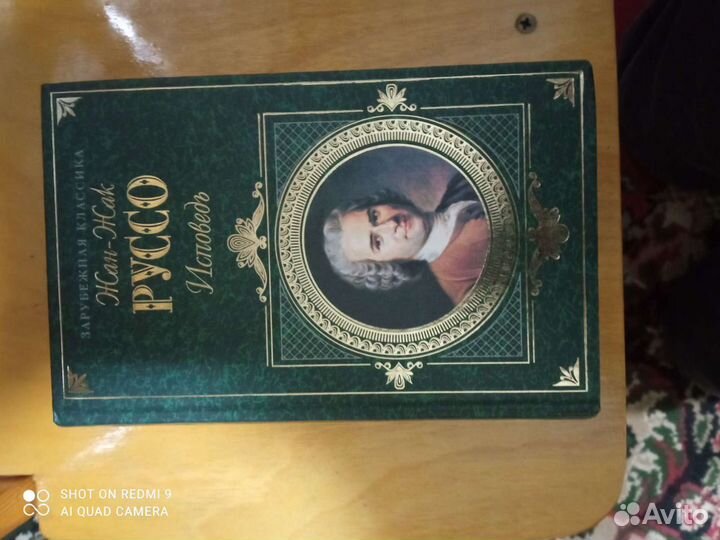 ЗАРУБЕЖНАЯ КЛАССИКА
Жан-Жак
РУССО
Исповедь
SHOT ON REDMI 9
AI QUAD CAMERA
Avito